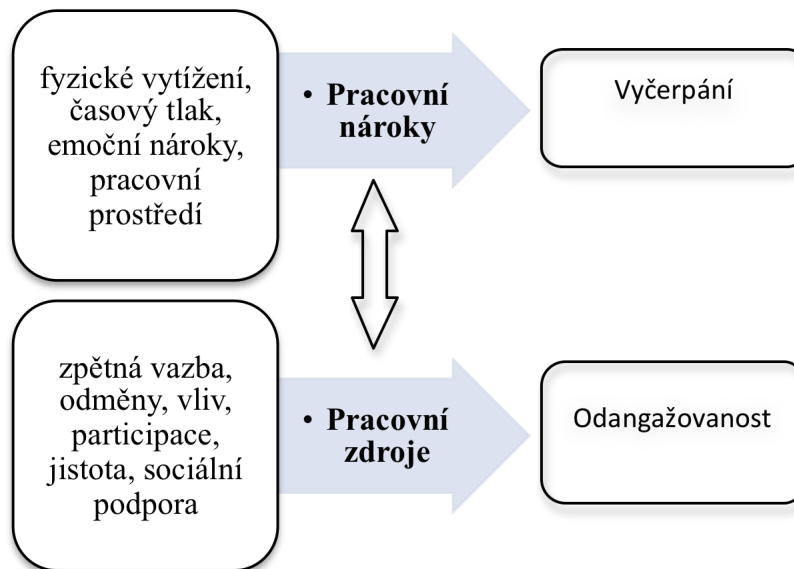 fyzické vytížení,
časový tlak,
emoční nároky,
pracovní
prostředí
• Pracovní
nároky
Vyčerpání
zpětná vazba,
odměny, vliv,
participace,
jistota, sociální
podpora
• Pracovní
zdroje
Odangažovanost